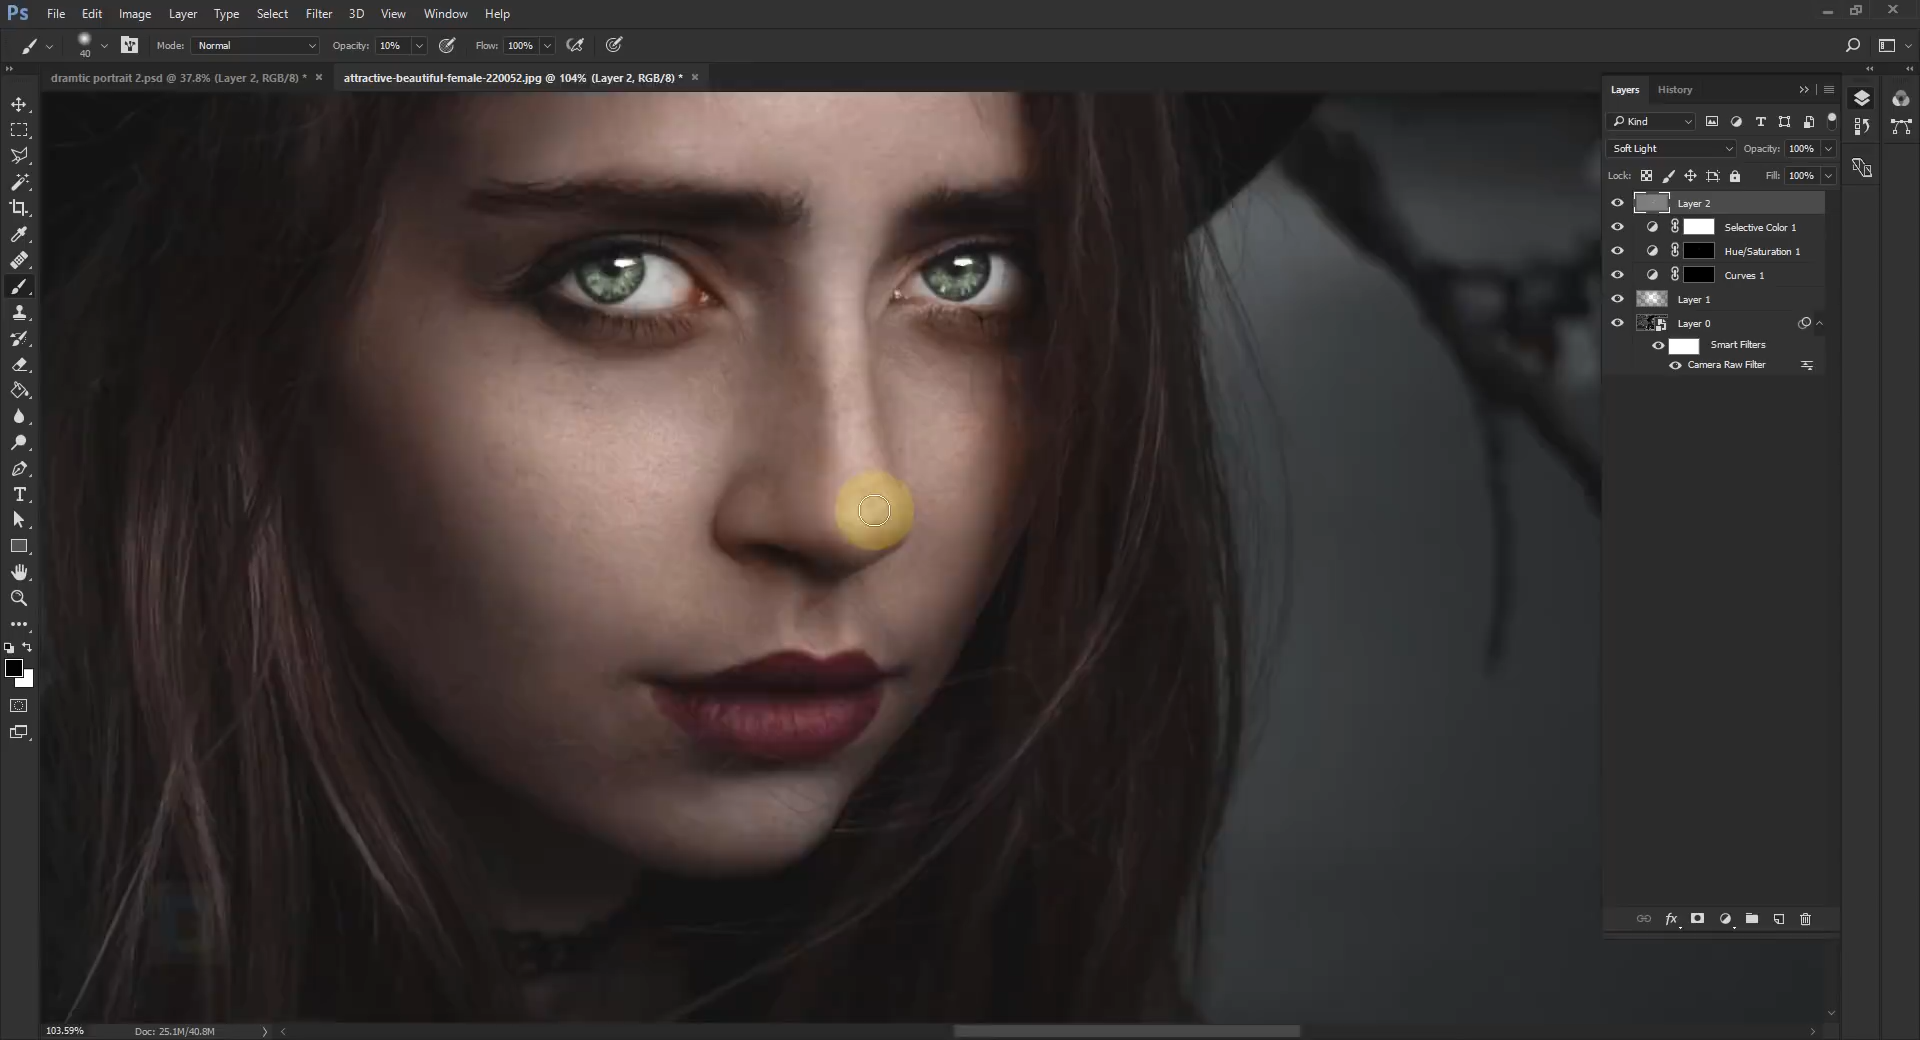 Ps File Edit Image Layer Type Select Filter 3D View Window Help
40 Mode: Normal Opacity: 10% Flow: 100%
dramtic portrait 2.psd @ 37.8% (Layer 2, RGB/8) * × attractive-beautiful-female-220052.jpg @ 104% (Layer 2, RGB/8) * ×
Layers History
Kind
Soft Light Opacity: 100%
Lock: Fill: 100%
Layer 2
Selective Color 1
Hue/Saturation 1
Curves 1
Layer 1
Layer 0
Smart Filters
Camera Raw Filter
fx
103.59% Doc: 25.1M/40.8M